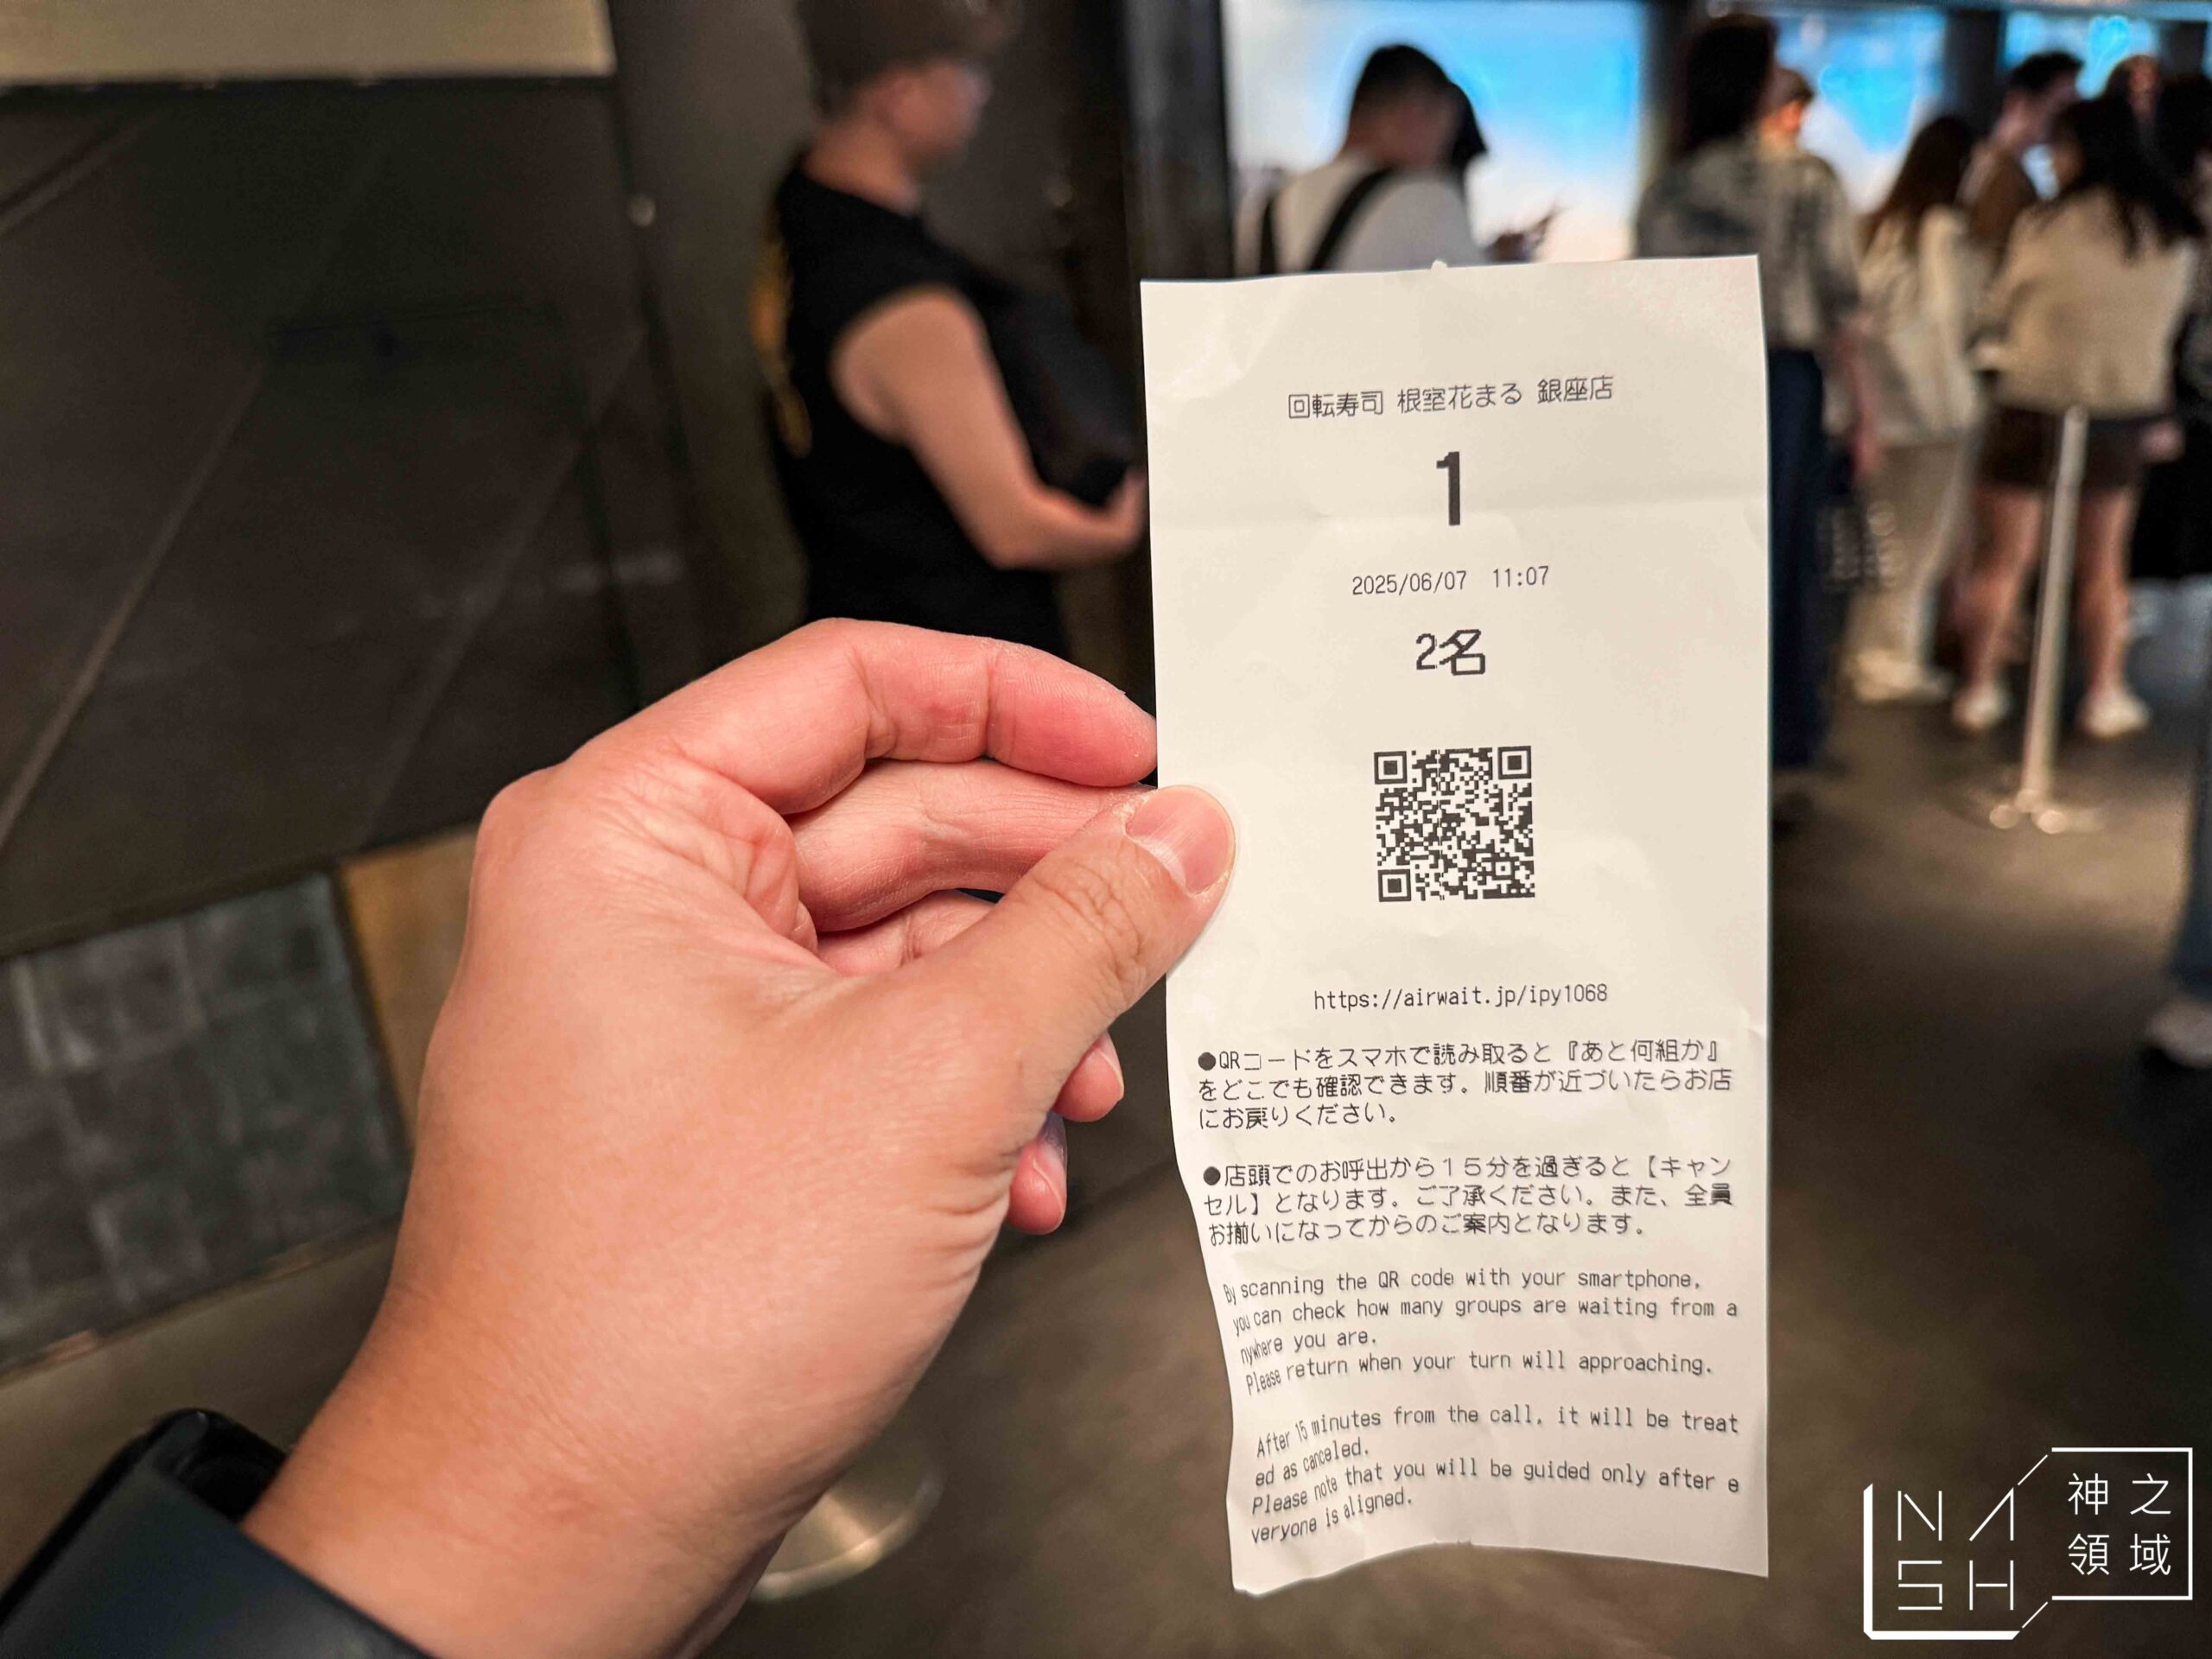 回転寿司 根室花まる 銀座店
1
2025/06/07 11:07
2名
https://airwait.jp/ipy1068
●QRコードをスマホで読み取ると『あと何組か』
をどこでも確認できます。順番が近づいたらお店
にお戻りください。
●店頭でのお呼出から15分を過ぎると【キャン
セル】となります。ご了承ください。また、全員
お揃いになってからのご案内となります。
By scanning the QR code with your smartphone,
you can check how many groups are waiting from a
nywhere you are.
Please return when your turn will approaching.
After 15 minutes from the call, it will be treat
ed as canceled.
Please note that you will be guided only after e
veryone is aligned.
NASH
神之
領域